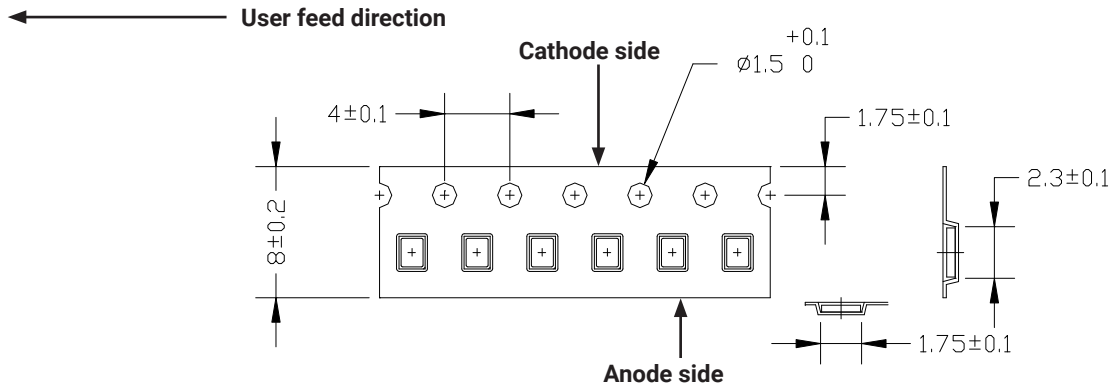 User feed direction
Cathode side
+0.1
ø1.5 0
4±0.1
1.75±0.1
2.3±0.1
8±0.2
1.75±0.1
Anode side